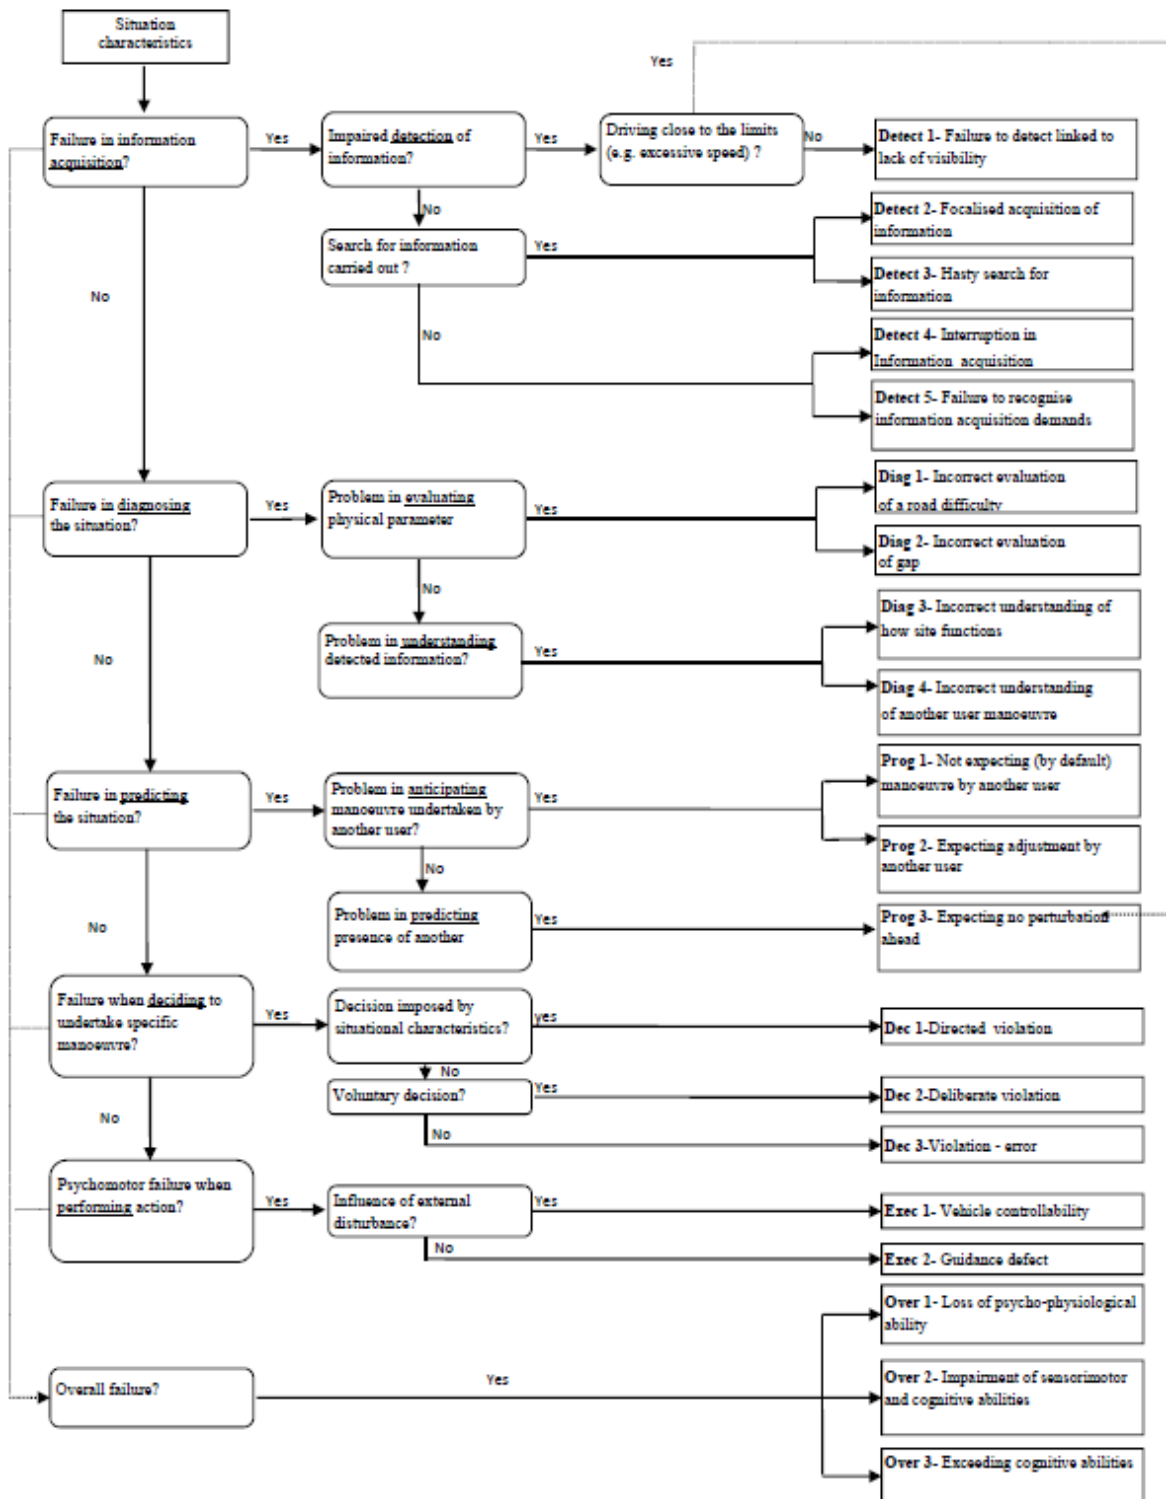 Situation
characteristics
Yes
Failure in information
acquisition?
Yes
Impaired detection of
information?
Yes
Driving close to the limits
(e.g. excessive speed) ?
No
Detect 1- Failure to detect linked to
lack of visibility
No
Search for information
carried out ?
Yes
Detect 2- Focalised acquisition of
information
Detect 3- Hasty search for
information
No
No
Detect 4- Interruption in
Information acquisition
Detect 5- Failure to recognise
information acquisition demands
Failure in diagnosing
the situation?
Yes
Problem in evaluating
physical parameter
Yes
Diag 1- Incorrect evaluation
of a road difficulty
Diag 2- Incorrect evaluation
of gap
No
No
Problem in understanding
detected information?
Yes
Diag 3- Incorrect understanding of
how site functions
Diag 4- Incorrect understanding
of another user manoeuvre
Failure in predicting
the situation?
Yes
Problem in anticipating
manoeuvre undertaken by
another user?
Yes
Prog 1- Not expecting (by default)
manoeuvre by another user
Prog 2- Expecting adjustment by
another user
No
No
Problem in predicting
presence of another
Yes
Prog 3- Expecting no perturbation
ahead
Failure when deciding to
undertake specific
manoeuvre?
Yes
Decision imposed by
situational characteristics?
yes
Dec 1-Directed violation
No
No
Voluntary decision?
Yes
Dec 2-Deliberate violation
No
Dec 3-Violation - error
Psychomotor failure when
performing action?
Yes
Influence of external
disturbance?
Yes
Exec 1- Vehicle controllability
No
Exec 2- Guidance defect
Overall failure?
Yes
Over 1- Loss of psycho-physiological
ability
Over 2- Impairment of sensorimotor
and cognitive abilities
Over 3- Exceeding cognitive abilities